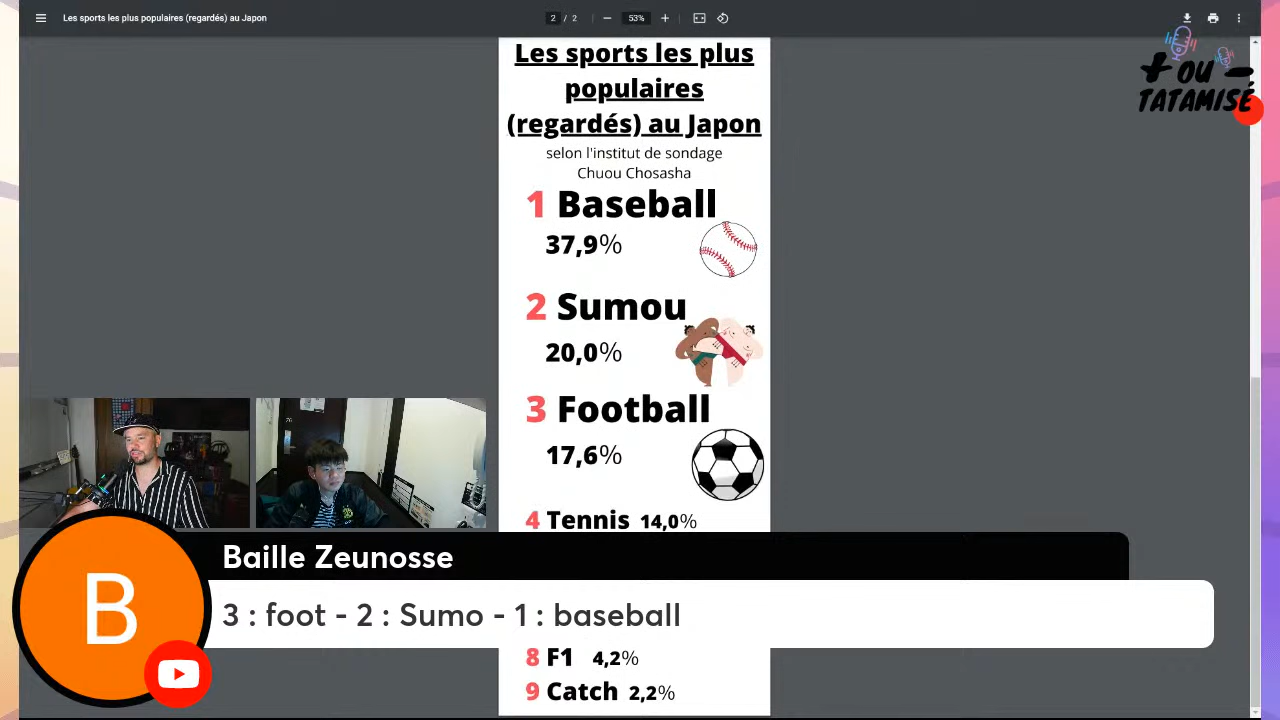 Les sports les plus populaires (regardés) au Japon
2 / 2
53%
+ OU -
TATAMISÉ
Les sports les plus
populaires
(regardés) au Japon
selon l'institut de sondage
Chuou Chosasha
1 Baseball
37,9%
2 Sumou
20,0%
3 Football
17,6%
4 Tennis 14,0%
B
Baille Zeunosse
3 : foot - 2 : Sumo - 1 : baseball
8 F1 4,2%
9 Catch 2,2%